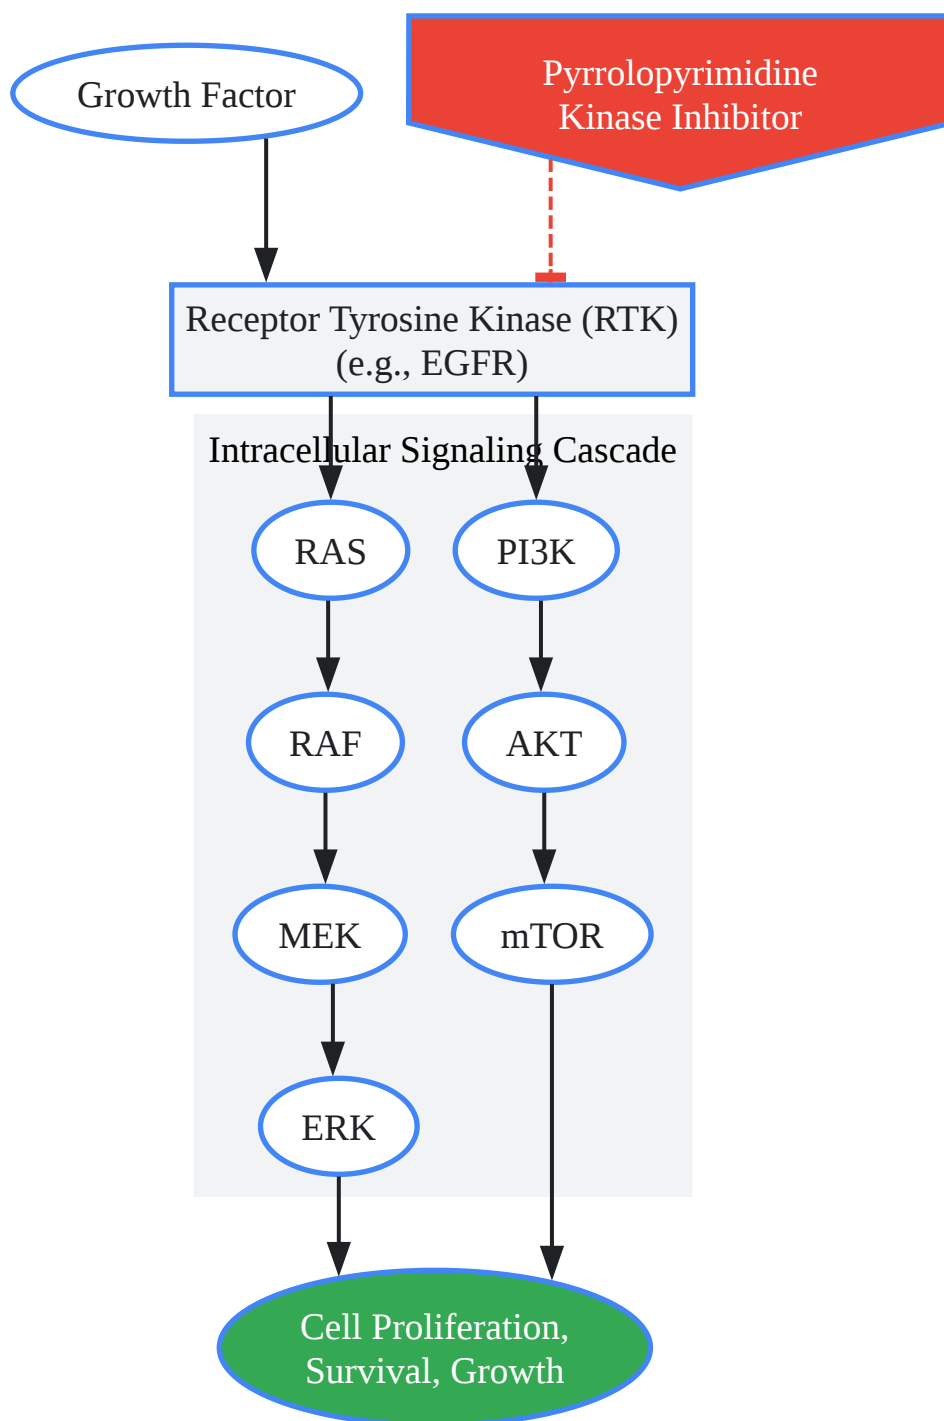 Growth Factor
Pyrrolopyrimidine
Kinase Inhibitor
Receptor Tyrosine Kinase (RTK)
(e.g., EGFR)
Intracellular Signaling Cascade
RAS
PI3K
RAF
AKT
MEK
mTOR
ERK
Cell Proliferation,
Survival, Growth